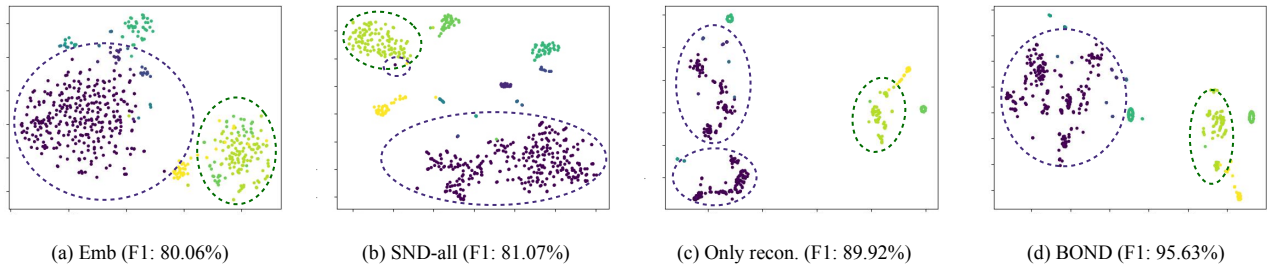 (a) Emb (F1: 80.06%)
(b) SND-all (F1: 81.07%)
(c) Only recon. (F1: 89.92%)
(d) BOND (F1: 95.63%)